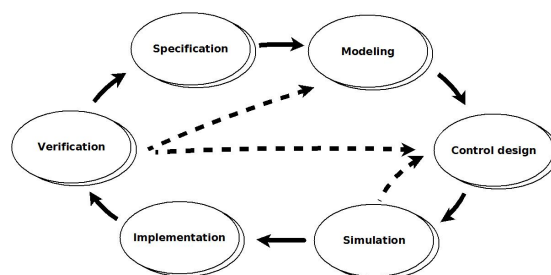 Specification
Modeling
Verification
Control design
Implementation
Simulation